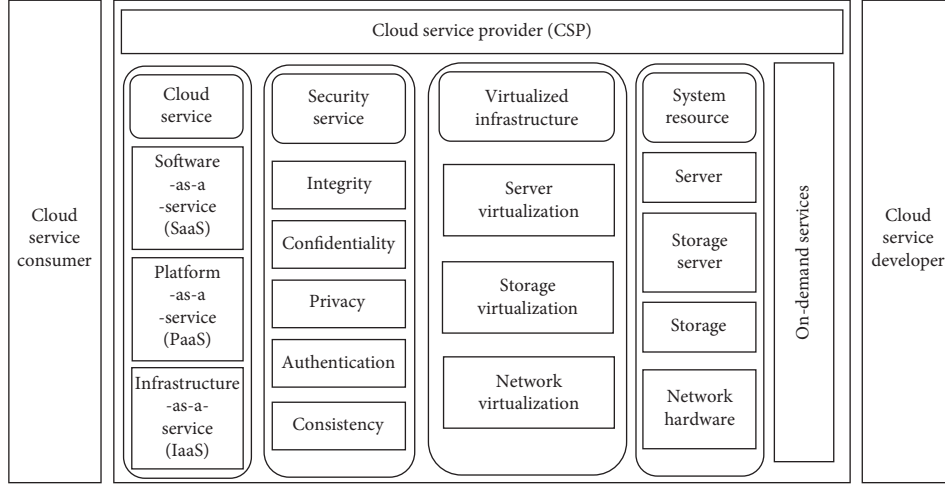 Cloud service provider (CSP)
Cloud
service
consumer
Cloud
service
Software
-as-a
-service
(SaaS)
Platform
-as-a
-service
(PaaS)
Infrastructure
-as-a-
service
(IaaS)
Security
service
Integrity
Confidentiality
Privacy
Authentication
Consistency
Virtualized
infrastructure
Server
virtualization
Storage
virtualization
Network
virtualization
System
resource
Server
Storage
server
Storage
Network
hardware
On-demand services
Cloud
service
developer